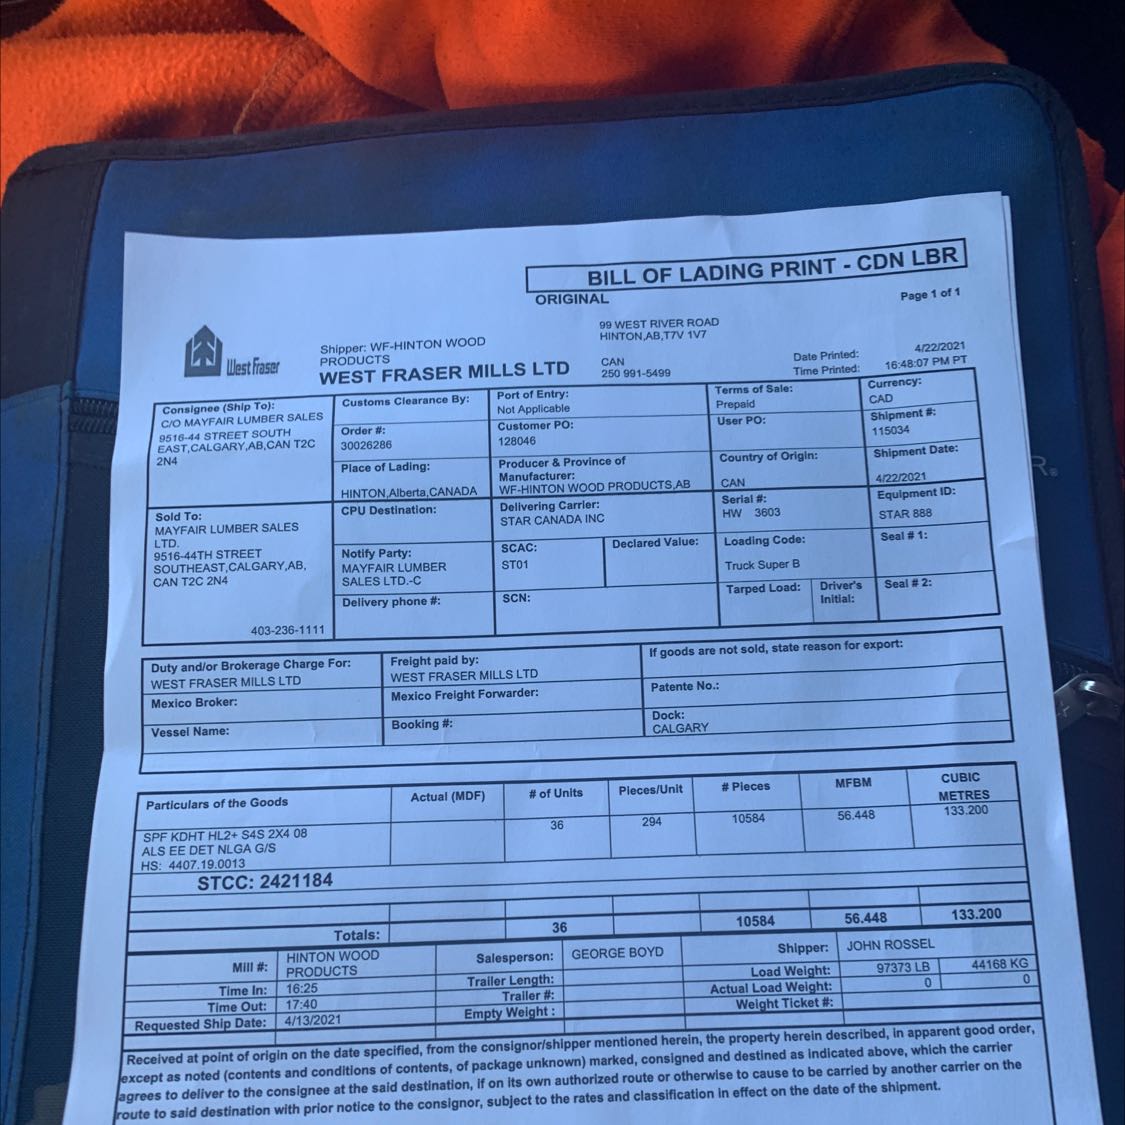 BILL OF LADING PRINT - CDN LBR
ORIGINAL
Page 1 of 1
West Fraser
Shipper: WF-HINTON WOOD
PRODUCTS
WEST FRASER MILLS LTD
99 WEST RIVER ROAD
HINTON,AB,T7V 1V7
CAN
250 991-5499
Date Printed: 4/22/2021
Time Printed: 16:48:07 PM PT
Consignee (Ship To):
C/O MAYFAIR LUMBER SALES
9516-44 STREET SOUTH
EAST,CALGARY,AB,CAN T2C
2N4
Customs Clearance By:
Order #:
30026286
Place of Lading:
HINTON,Alberta,CANADA
Port of Entry:
Not Applicable
Customer PO:
128046
Producer & Province of
Manufacturer:
WF-HINTON WOOD PRODUCTS,AB
Terms of Sale:
Prepaid
User PO:
Country of Origin:
CAN
Currency:
CAD
Shipment #:
115034
Shipment Date:
4/22/2021
Sold To:
MAYFAIR LUMBER SALES
LTD.
9516-44TH STREET
SOUTHEAST,CALGARY,AB,
CAN T2C 2N4
403-236-1111
CPU Destination:
Notify Party:
MAYFAIR LUMBER
SALES LTD.-C
Delivery phone #:
Delivering Carrier:
STAR CANADA INC
SCAC:
ST01
Declared Value:
SCN:
Serial #:
HW 3603
Loading Code:
Truck Super B
Tarped Load:
Driver's
Initial:
Equipment ID:
STAR 888
Seal # 1:
Seal # 2:
Duty and/or Brokerage Charge For:
WEST FRASER MILLS LTD
Mexico Broker:
Vessel Name:
Freight paid by:
WEST FRASER MILLS LTD
Mexico Freight Forwarder:
Booking #:
If goods are not sold, state reason for export:
Patente No.:
Dock:
CALGARY
Particulars of the Goods
Actual (MDF)
# of Units
Pieces/Unit
# Pieces
MFBM
CUBIC
METRES
SPF KDHT HL2+ S4S 2X4 08
ALS EE DET NLGA G/S
HS: 4407.19.0013
36
294
10584
56.448
133.200
STCC: 2421184
Totals: 36 10584 56.448 133.200
Mill #: HINTON WOOD
PRODUCTS
Time In: 16:25
Time Out: 17:40
Requested Ship Date: 4/13/2021
Salesperson: GEORGE BOYD
Trailer Length:
Trailer #:
Empty Weight :
Shipper: JOHN ROSSEL
Load Weight: 97373 LB 44168 KG
Actual Load Weight: 0 0
Weight Ticket #:
Received at point of origin on the date specified, from the consignor/shipper mentioned herein, the property herein described, in apparent good order,
except as noted (contents and conditions of contents, of package unknown) marked, consigned and destined as indicated above, which the carrier
agrees to deliver to the consignee at the said destination, if on its own authorized route or otherwise to cause to be carried by another carrier on the
route to said destination with prior notice to the consignor, subject to the rates and classification in effect on the date of the shipment.